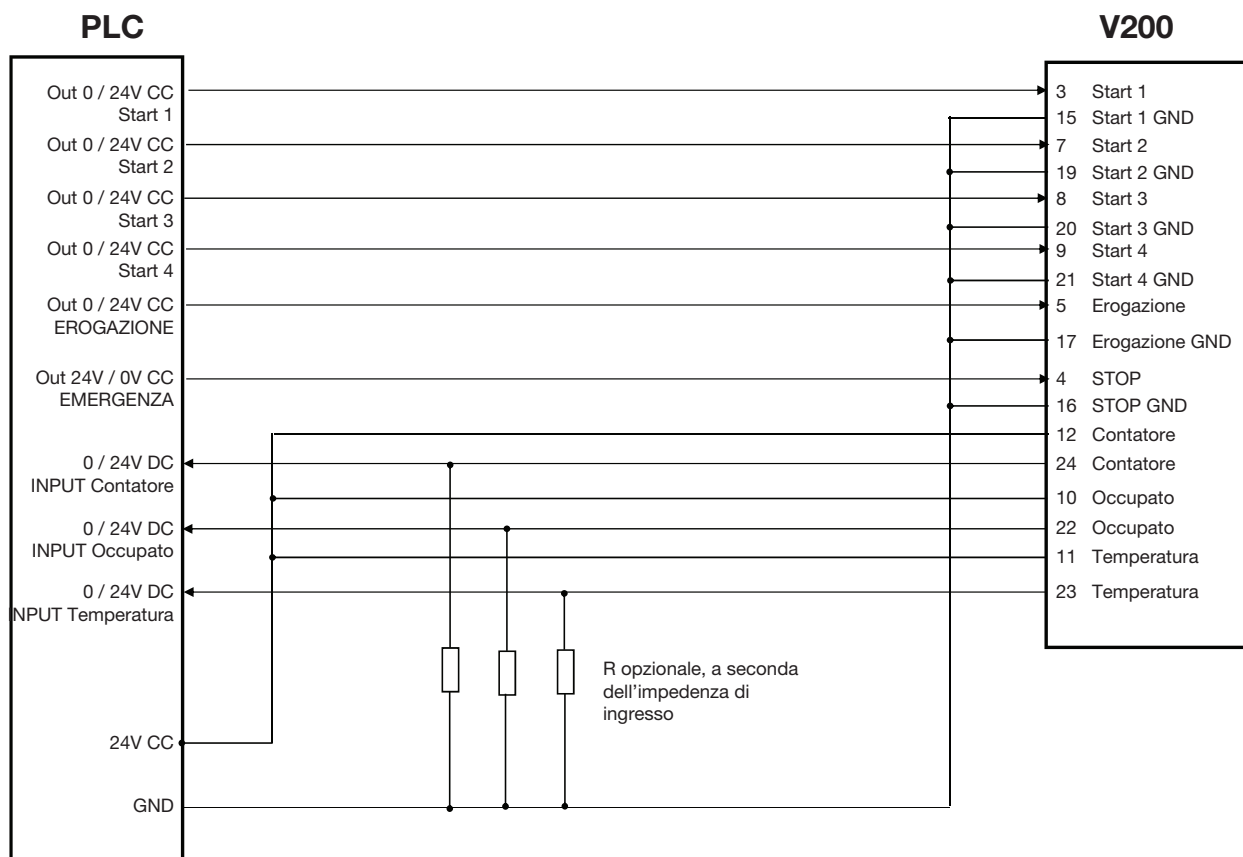 PLC
V200
Out 0 / 24V CC
Start 1
Out 0 / 24V CC
Start 2
Out 0 / 24V CC
Start 3
Out 0 / 24V CC
Start 4
Out 0 / 24V CC
EROGAZIONE
Out 24V / 0V CC
EMERGENZA
0 / 24V DC
INPUT Contatore
0 / 24V DC
INPUT Occupato
0 / 24V DC
INPUT Temperatura
24V CC
GND
3 Start 1
15 Start 1 GND
7 Start 2
19 Start 2 GND
8 Start 3
20 Start 3 GND
9 Start 4
21 Start 4 GND
5 Erogazione
17 Erogazione GND
4 STOP
16 STOP GND
12 Contatore
24 Contatore
10 Occupato
22 Occupato
11 Temperatura
23 Temperatura
R opzionale, a seconda
dell’impedenza di
ingresso